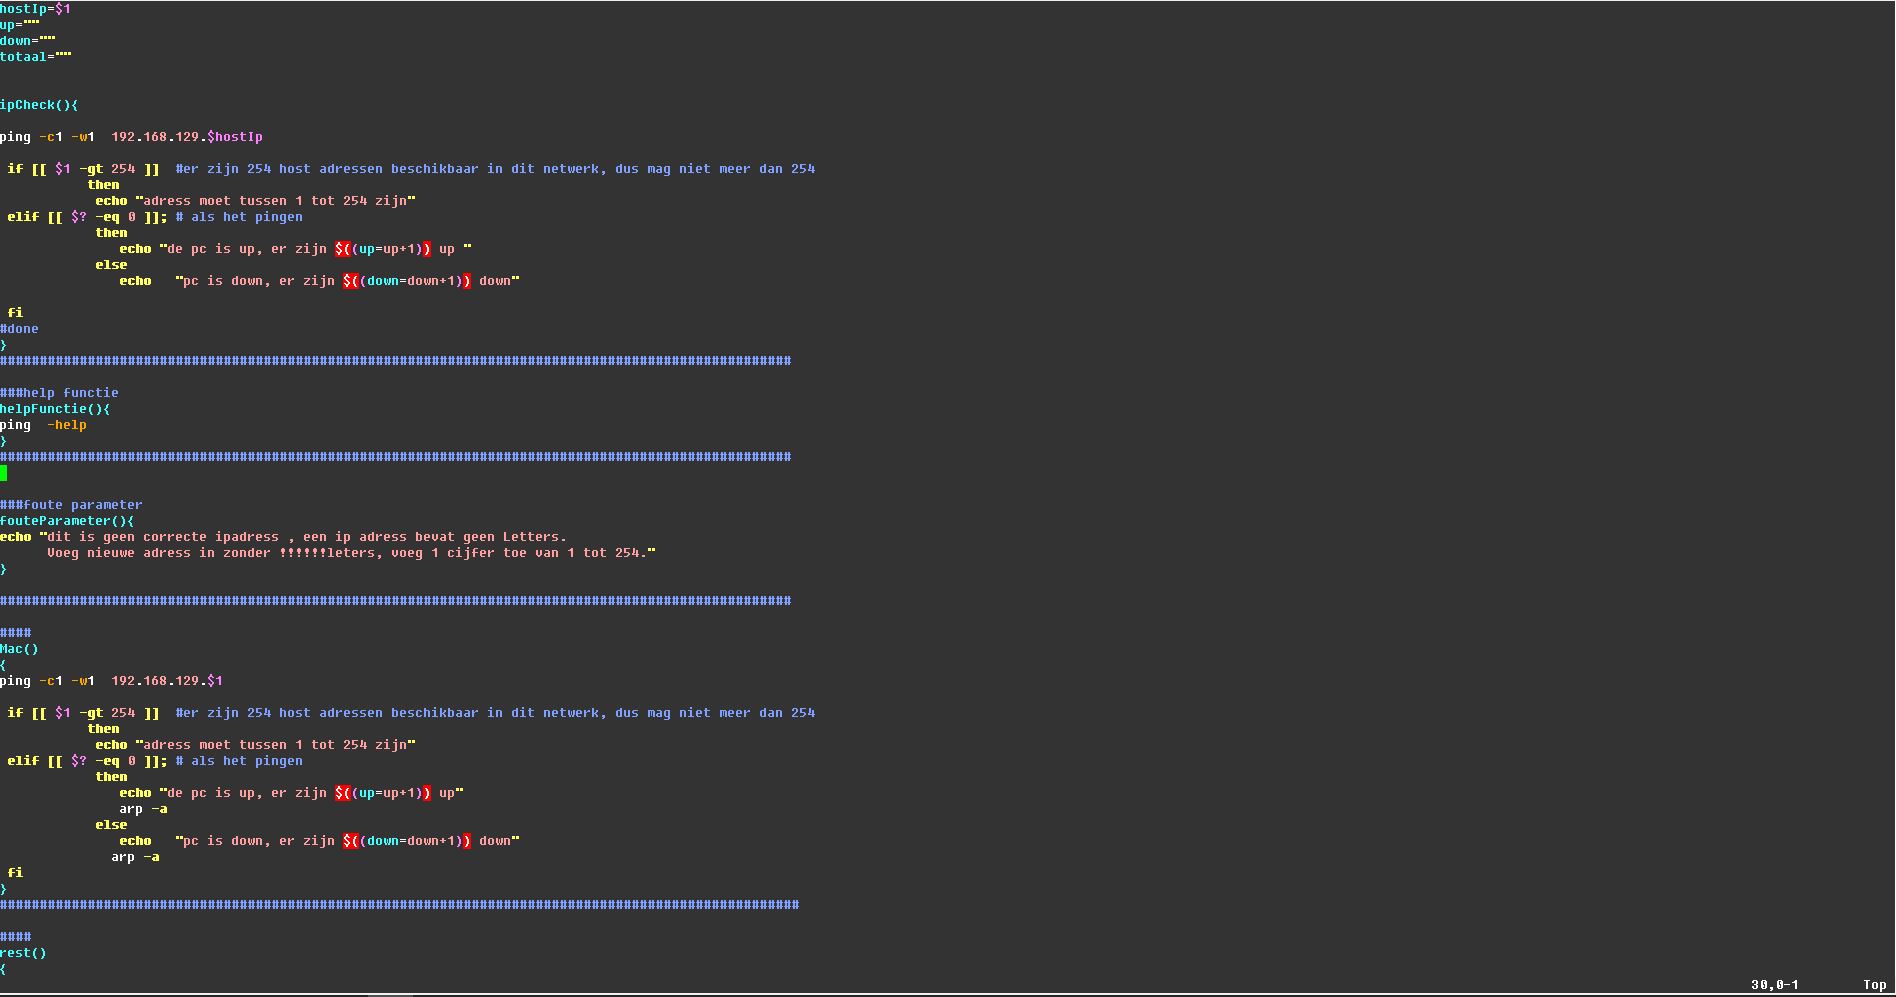 hostIp=$1
up=""
down=""
totaal=""
ipCheck(){
ping -c1 -w1  192.168.129.$hostIp
 if [[ $1 -gt 254 ]]  #er zijn 254 host adressen beschikbaar in dit netwerk, dus mag niet meer dan 254
           then
            echo "adress moet tussen 1 tot 254 zijn"
 elif [[ $? -eq 0 ]]; # als het pingen
            then
               echo "de pc is up, er zijn $((up=up+1)) up "
            else
               echo   "pc is down, er zijn $((down=down+1)) down"
 fi
#done
}
###################################################################################################
###help functie
helpFunctie(){
ping  -help
}
###################################################################################################
###foute parameter
fouteParameter(){
echo "dit is geen correcte ipadress , een ip adress bevat geen Letters.
      Voeg nieuwe adress in zonder !!!!!!leters, voeg 1 cijfer toe van 1 tot 254."
}
###################################################################################################
####
Mac()
{
ping -c1 -w1  192.168.129.$1
 if [[ $1 -gt 254 ]]  #er zijn 254 host adressen beschikbaar in dit netwerk, dus mag niet meer dan 254
           then
            echo "adress moet tussen 1 tot 254 zijn"
 elif [[ $? -eq 0 ]]; # als het pingen
            then
               echo "de pc is up, er zijn $((up=up+1)) up"
               arp -a
            else
               echo   "pc is down, er zijn $((down=down+1)) down"
              arp -a
 fi
}
####################################################################################################
####
rest()
{
30,0-1        Top